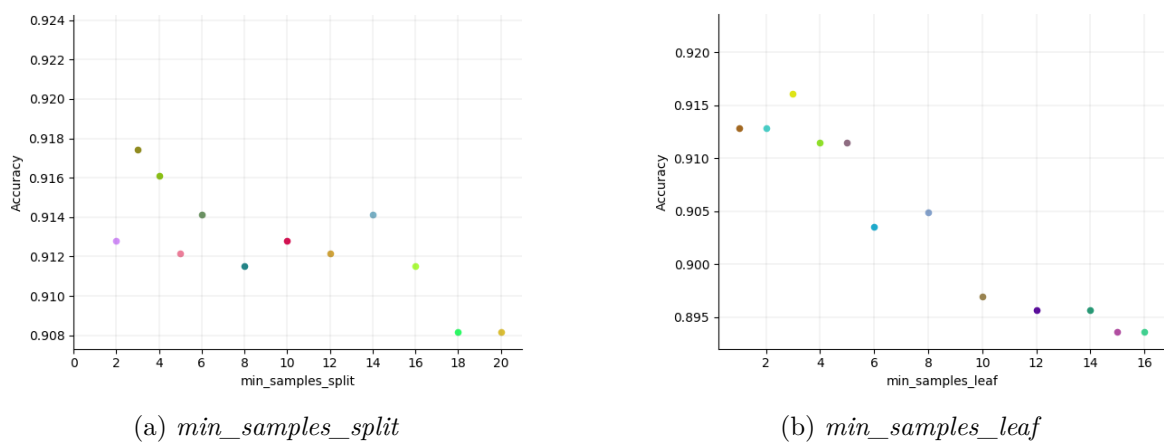 0.924
0.922
0.920
0.918
0.916
0.914
0.912
0.910
0.908
Accuracy
0 2 4 6 8 10 12 14 16 18 20
min_samples_split
(a) min_samples_split
0.920
0.915
0.910
0.905
0.900
0.895
Accuracy
2 4 6 8 10 12 14 16
min_samples_leaf
(b) min_samples_leaf